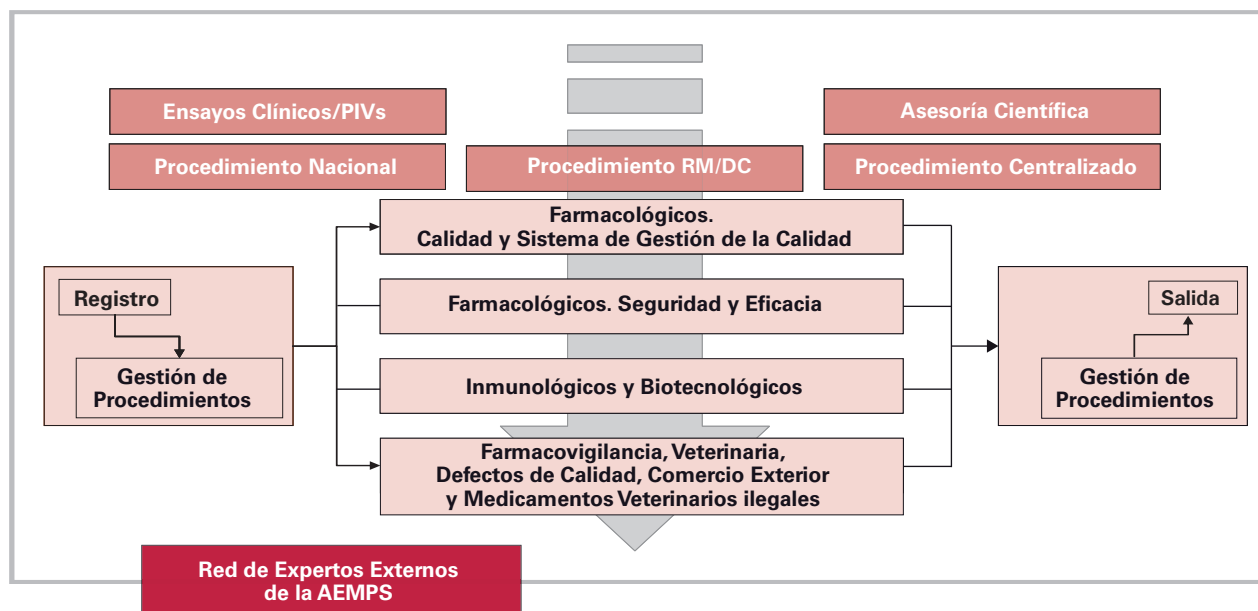 Ensayos Clínicos/PIVs
Asesoría Científica
Procedimiento Nacional
Procedimiento RM/DC
Procedimiento Centralizado
Farmacológicos.
Calidad y Sistema de Gestión de la Calidad
Registro
Gestión de
Procedimientos
Farmacológicos. Seguridad y Eficacia
Inmunológicos y Biotecnológicos
Farmacovigilancia, Veterinaria,
Defectos de Calidad, Comercio Exterior
y Medicamentos Veterinarios ilegales
Salida
Gestión de
Procedimientos
Red de Expertos Externos
de la AEMPS